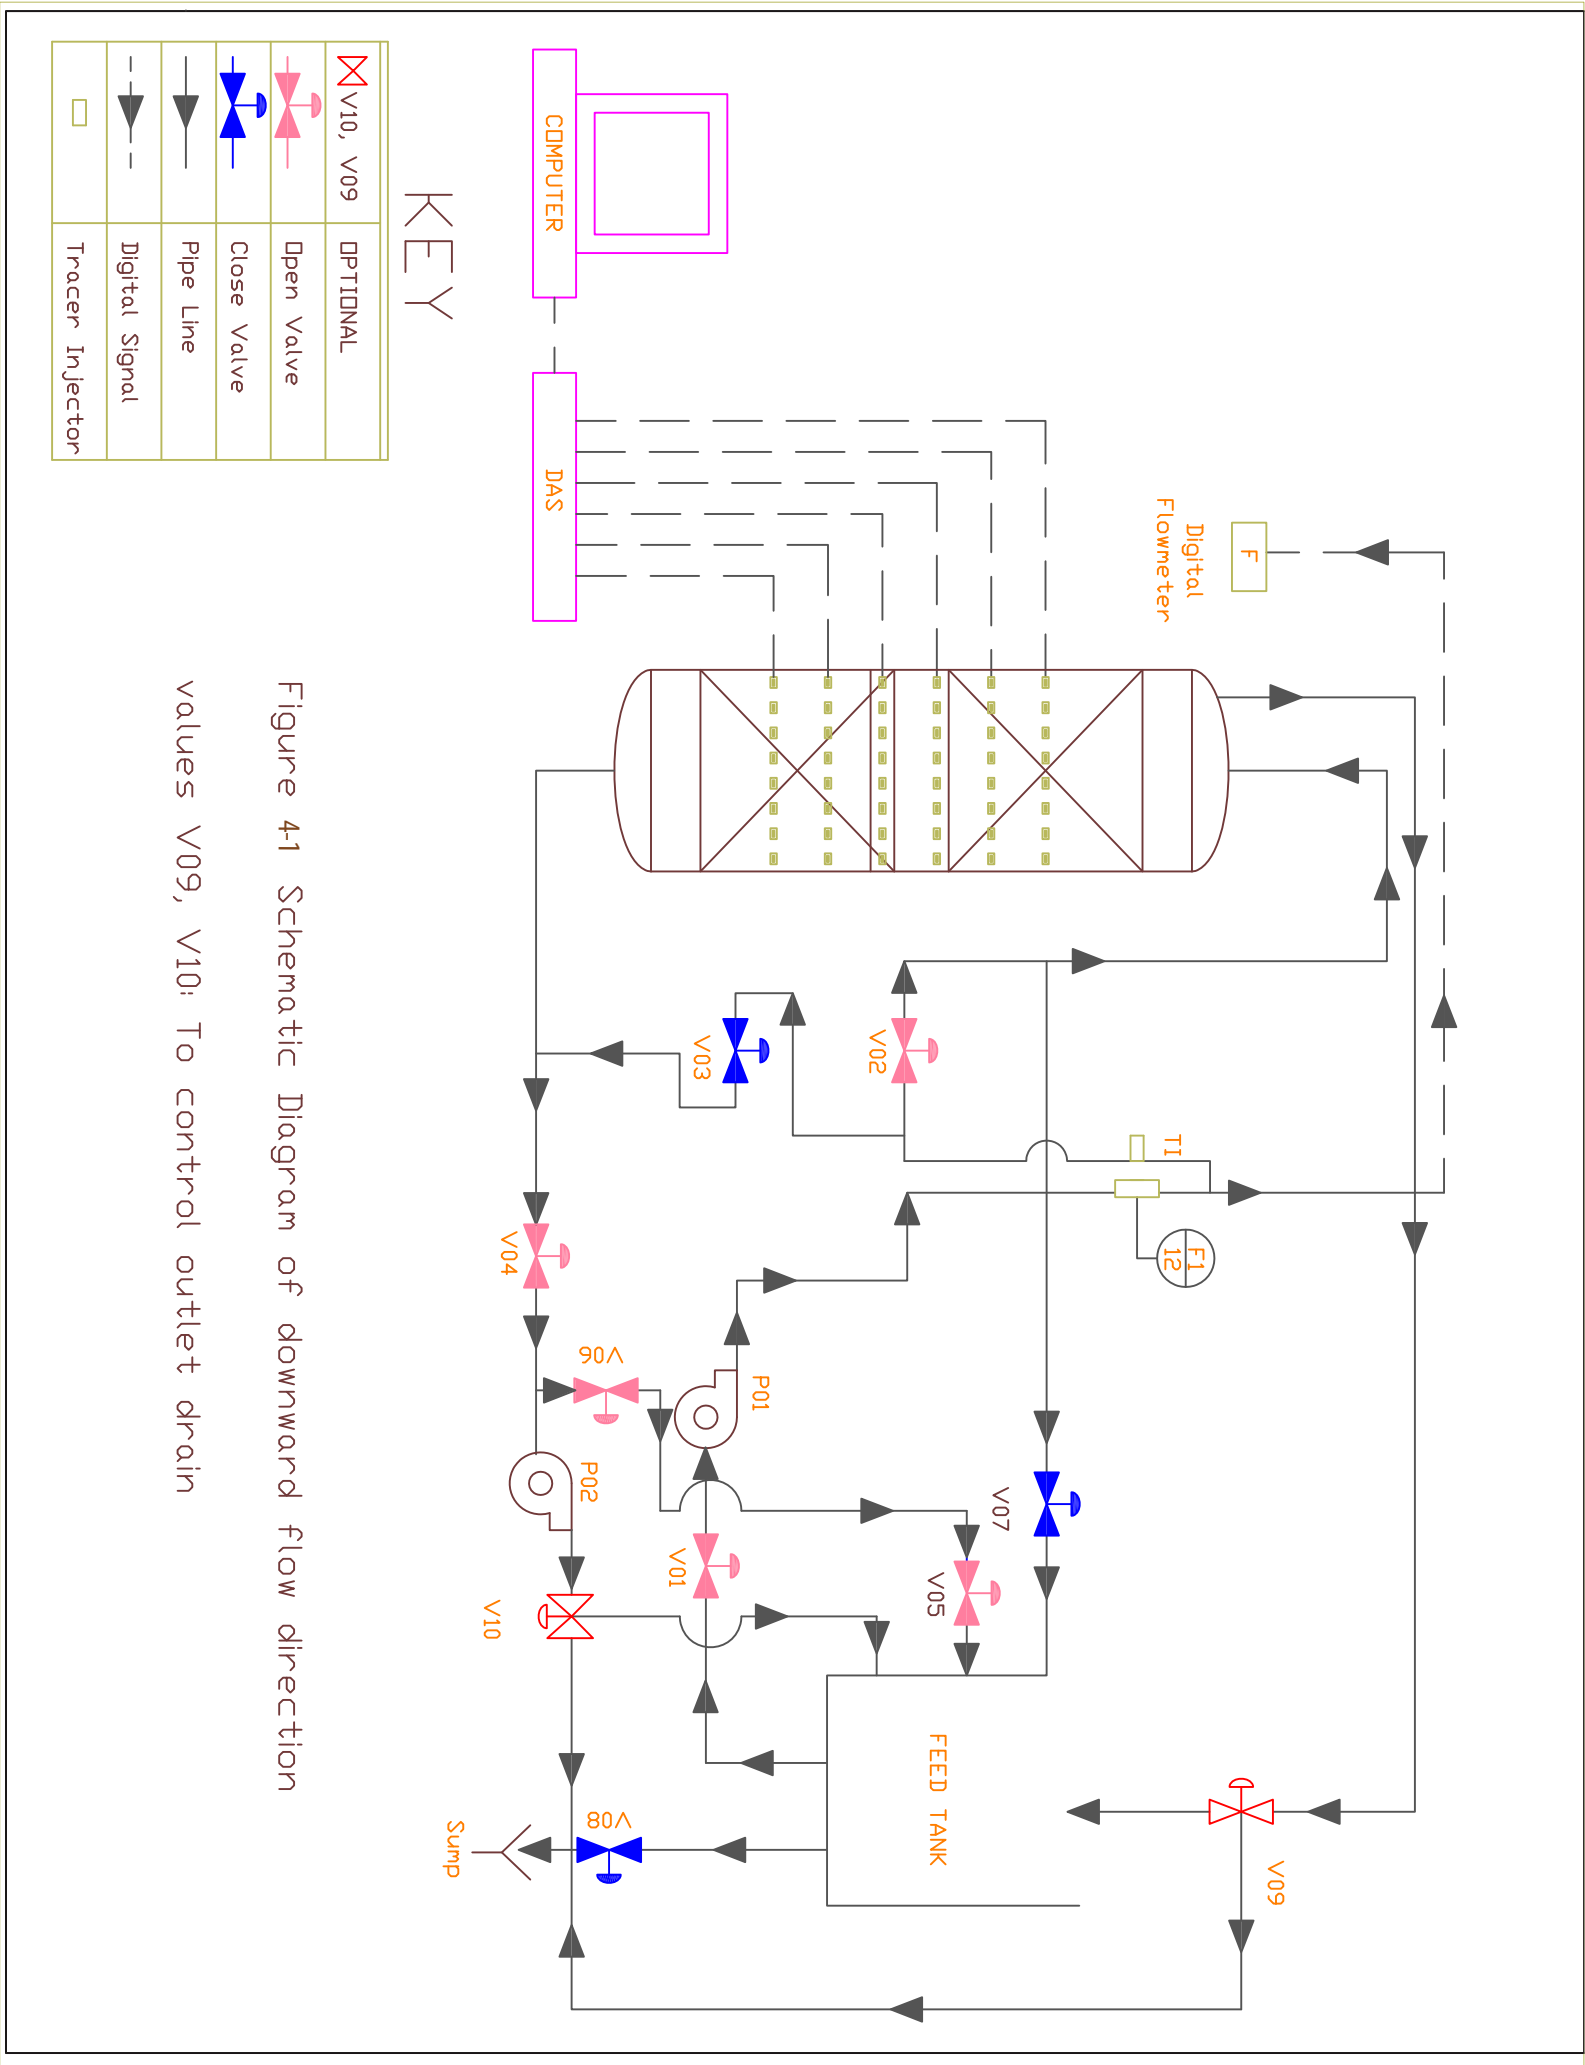 F
Digital
Flowmeter
TI
F1
12
V09
V02
V07
V05
FEED TANK
V03
P01
V01
COMPUTER
DAS
V06
P02
V08
V04
V10
Sump
KEY
V10, V09 OPTIONAL
Open Valve
Close Valve
Pipe Line
Digital Signal
Tracer Injector
Figure 4-1 Schematic Diagram of downward flow direction
values V09, V10: To control outlet drain